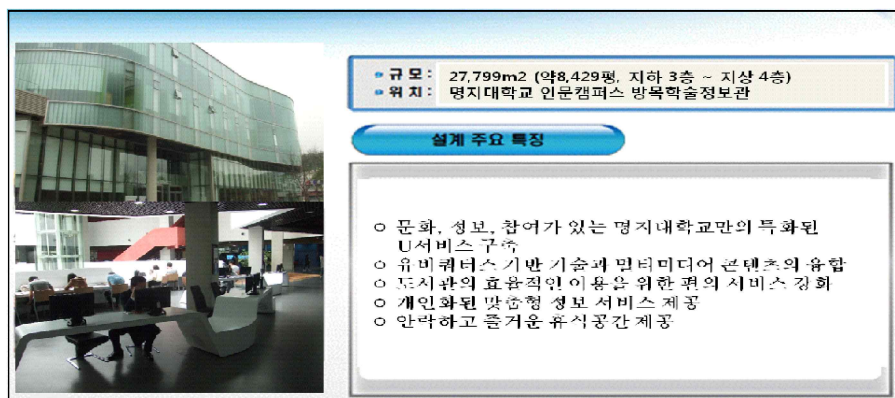 규 모 : 27,799m2 (약8,429평, 지하 3층 ~ 지상 4층)
위 치 : 명지대학교 인문캠퍼스 방목학술정보관
설계 주요 특징
○ 문화, 정보, 참여가 있는 명지대학교만의 특화된
U서비스 구축
○ 유비쿼터스 기반 기술과 멀티미디어 콘텐츠의 융합
○ 도서관의 효율적인 이용을 위한 편의 서비스 강화
○ 개인화된 맞춤형 정보 서비스 제공
○ 안락하고 즐거운 휴식공간 제공